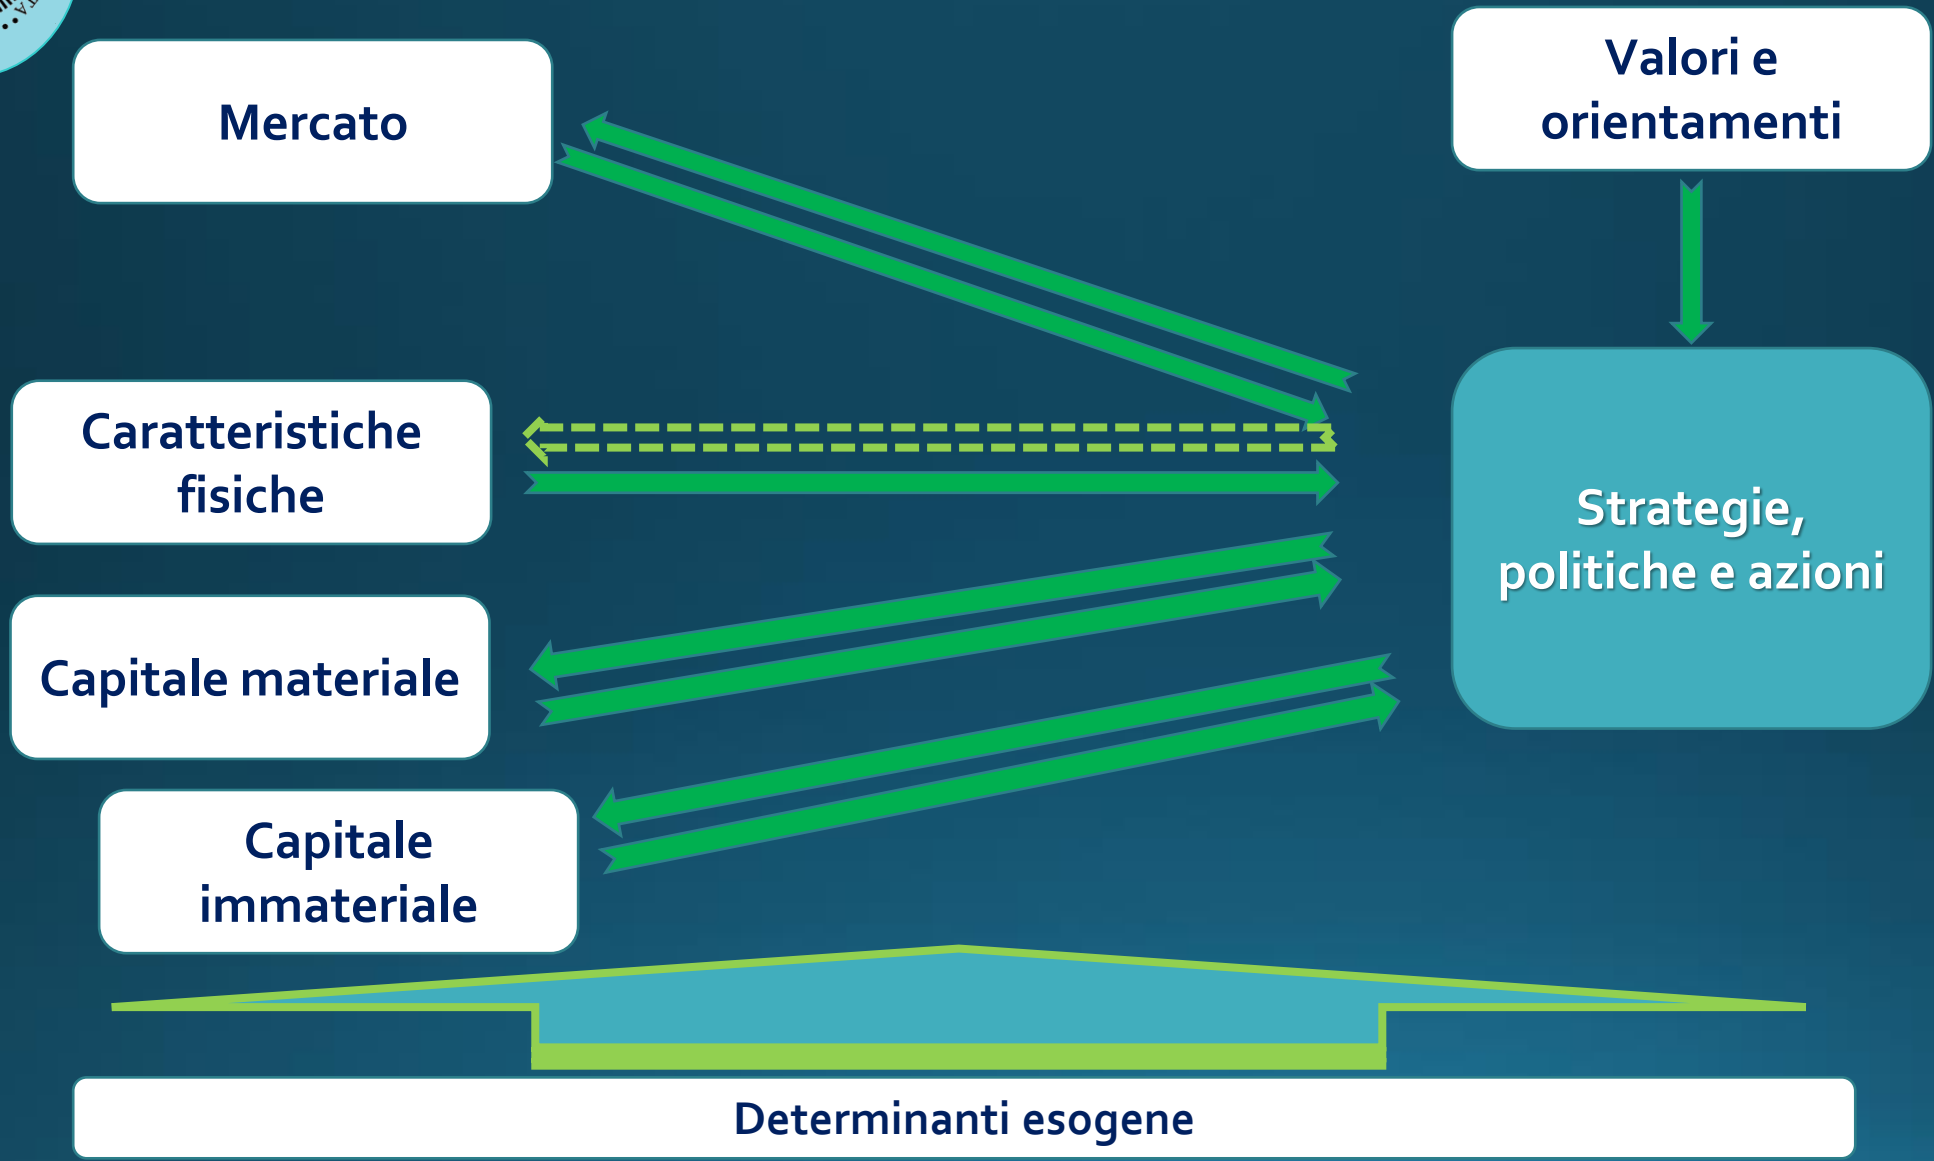 Mercato
Valori e
orientamenti
Caratteristiche
fisiche
Strategie,
politiche e azioni
Capitale materiale
Capitale
immateriale
Determinanti esogene